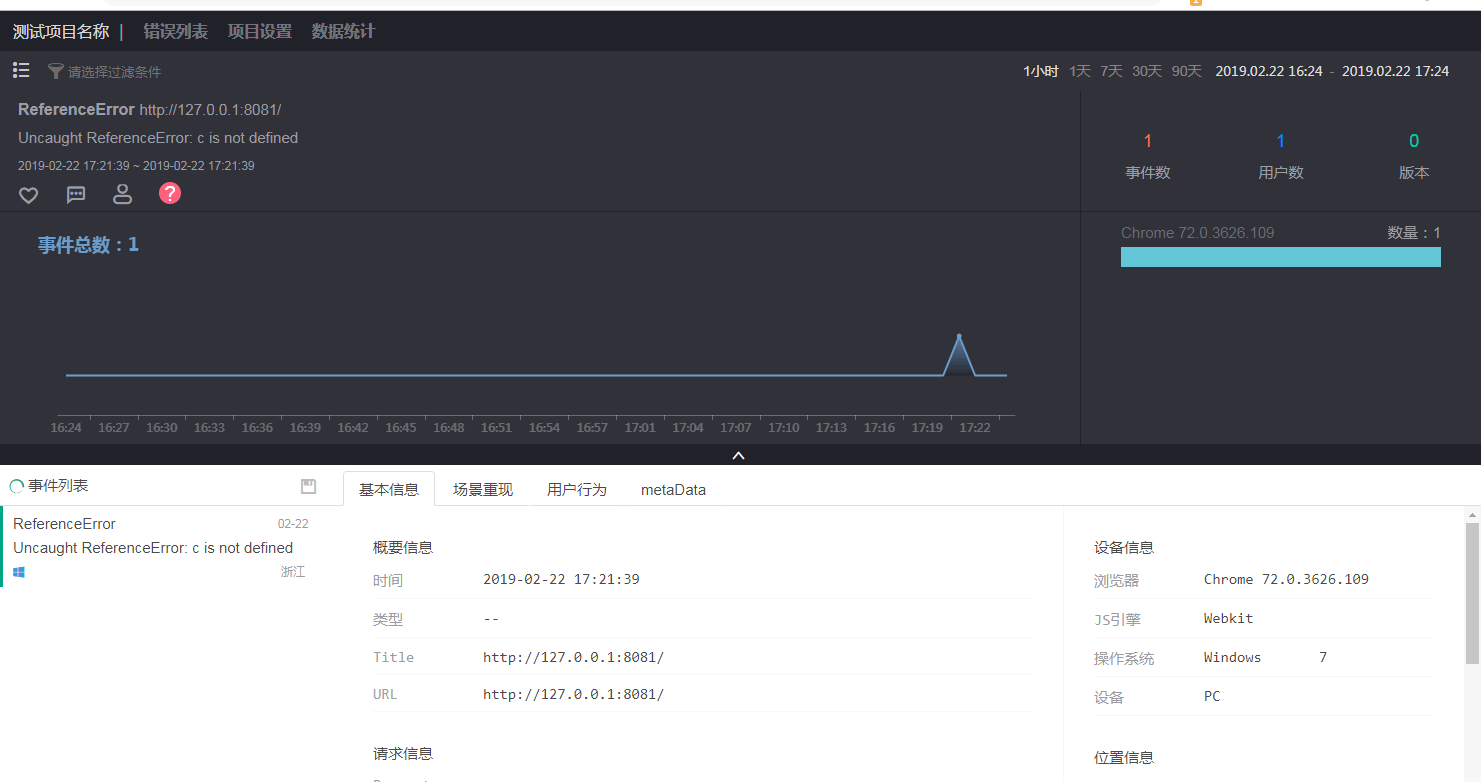 测试项目名称 | 错误列表 项目设置 数据统计
请选择过滤条件 1小时 1天 7天 30天 90天 2019.02.22 16:24 - 2019.02.22 17:24
ReferenceError http://127.0.0.1:8081/
Uncaught ReferenceError: c is not defined
2019-02-22 17:21:39 ~ 2019-02-22 17:21:39
?
1 1 0
事件数 用户数 版本
事件总数：1
Chrome 72.0.3626.109 数量：1
16:24 16:27 16:30 16:33 16:36 16:39 16:42 16:45 16:48 16:51 16:54 16:57 17:01 17:04 17:07 17:10 17:13 17:16 17:19 17:22
事件列表
ReferenceError 02-22
Uncaught ReferenceError: c is not defined
浙江
基本信息 场景重现 用户行为 metaData
概要信息
时间 2019-02-22 17:21:39
类型 --
Title http://127.0.0.1:8081/
URL http://127.0.0.1:8081/
请求信息
设备信息
浏览器 Chrome 72.0.3626.109
JS引擎 Webkit
操作系统 Windows 7
设备 PC
位置信息